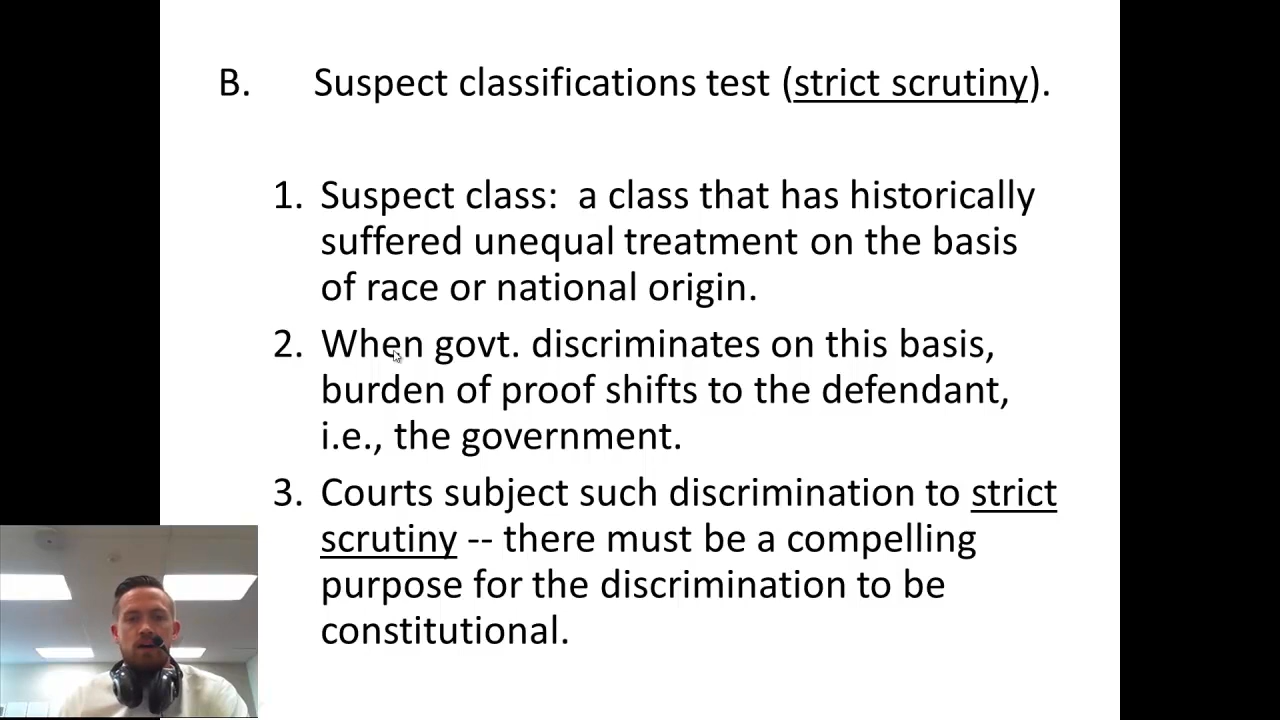 B. Suspect classifications test (strict scrutiny).
1. Suspect class: a class that has historically
suffered unequal treatment on the basis
of race or national origin.
2. When govt. discriminates on this basis,
burden of proof shifts to the defendant,
i.e., the government.
3. Courts subject such discrimination to strict
scrutiny -- there must be a compelling
purpose for the discrimination to be
constitutional.